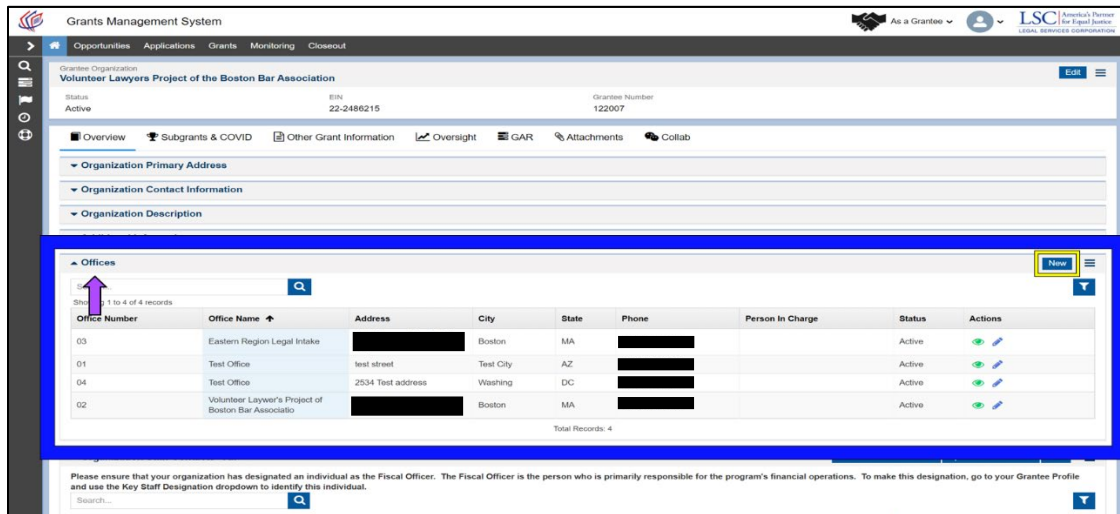 Grants Management System
As a Grantee
LSC America's Partner for Equal Justice
LEGAL SERVICES CORPORATION
Opportunities Applications Grants Monitoring Closeout
Grantee Organization
Volunteer Lawyers Project of the Boston Bar Association
Edit
Status EIN Grantee Number
Active 22-2486215 122007
Overview Subgrants & COVID Other Grant Information Oversight GAR Attachments Collab
Organization Primary Address
Organization Contact Information
Organization Description
Offices New
1 to 4 of 4 records
Office Number Office Name Address City State Phone Person In Charge Status Actions
03 Eastern Region Legal Intake Boston MA Active
01 Test Office test street Test City AZ Active
04 Test Office 2534 Test address Washing DC Active
02 Volunteer Laywer's Project of Boston MA Active
Boston Bar Associatio
Total Records: 4
Please ensure that your organization has designated an individual as the Fiscal Officer. The Fiscal Officer is the person who is primarily responsible for the program's financial operations. To make this designation, go to your Grantee Profile
and use the Key Staff Designation dropdown to identify this individual.
Search...